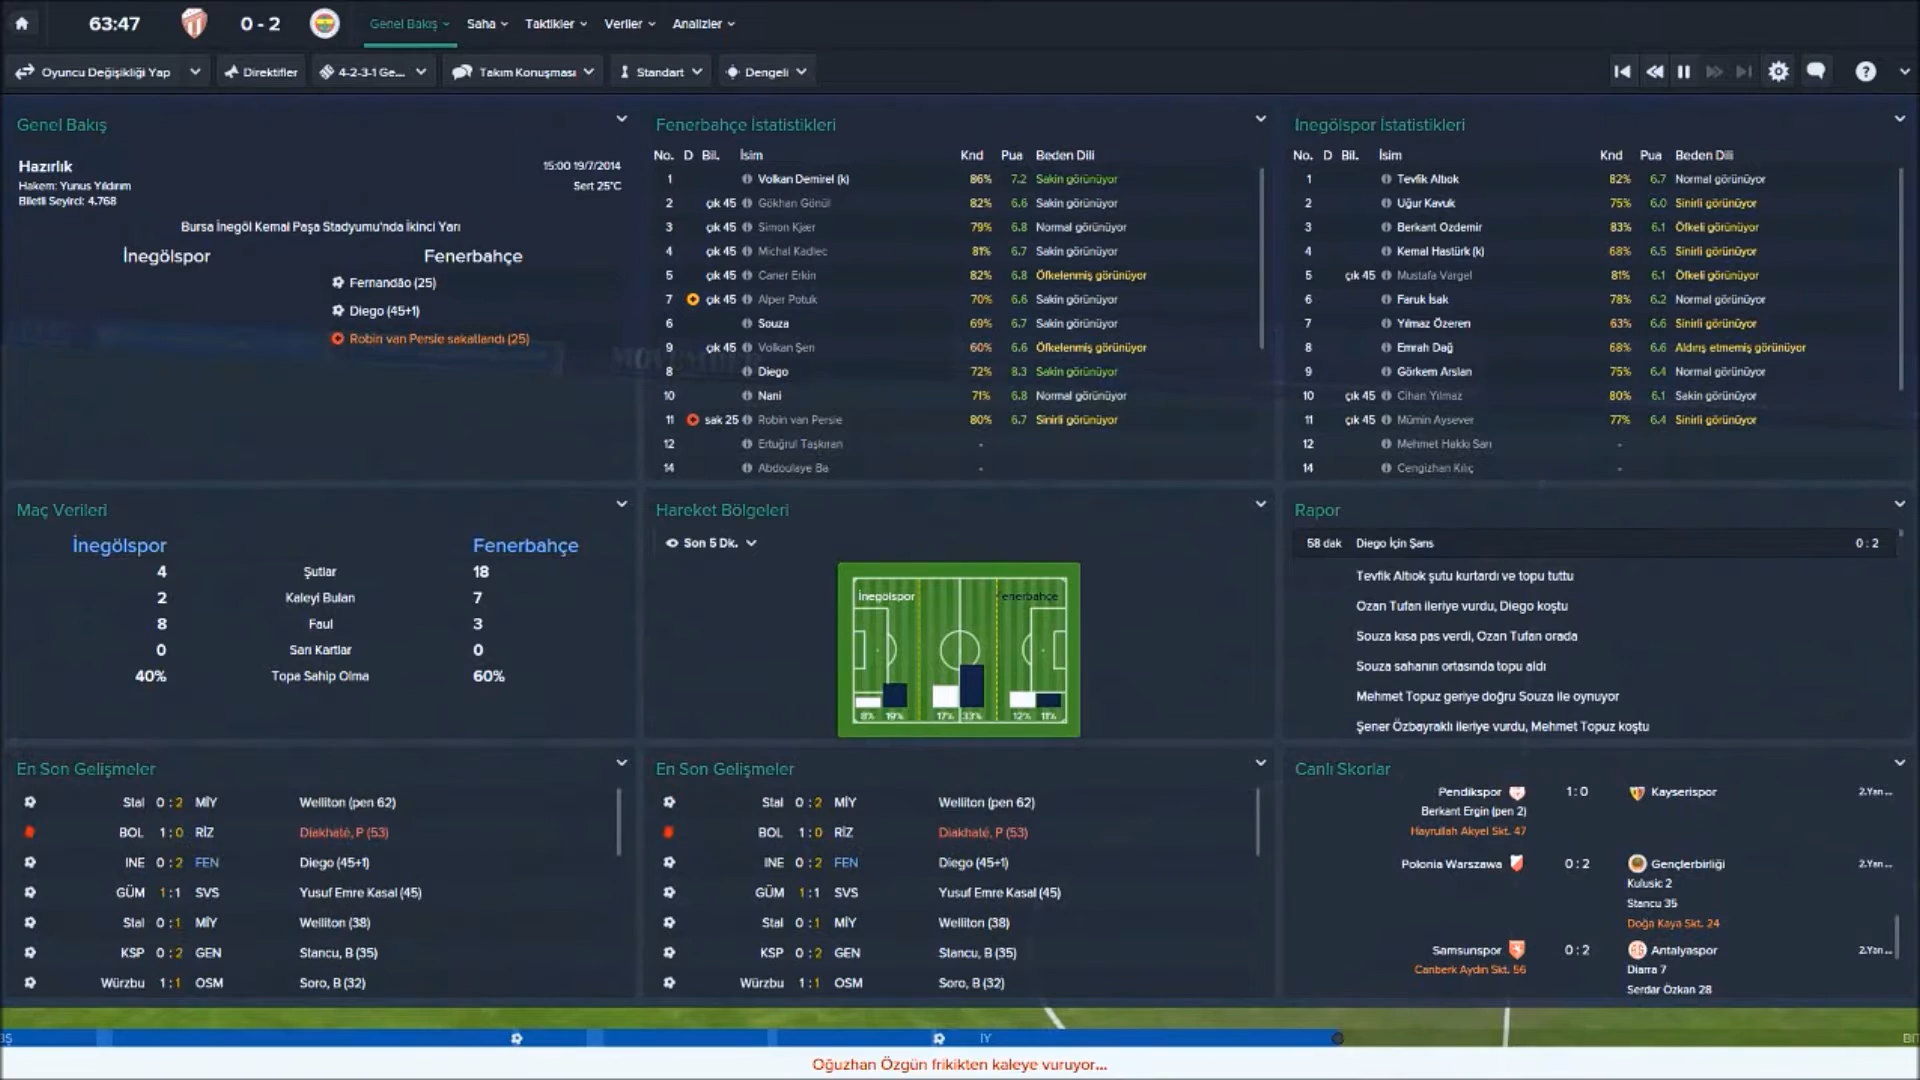 63:47 0 - 2 Genel Bakış Saha Taktikler Veriler Analizler
Oyuncu Değişikliği Yap Direktifler 4-2-3-1 Ge... Takım Konuşması Standart Dengeli
Genel Bakış
Hazırlık 15:00 19/7/2014
Hakem: Yunus Yıldırım Sert 25°C
Biletli Seyirci: 4.768
Bursa İnegöl Kemal Paşa Stadyumu'nda İkinci Yarı
İnegölspor Fenerbahçe
Fernandão (25)
Diego (45+1)
Robin van Persie sakatlandı (25)
Fenerbahçe İstatistikleri
No. D Bil. İsim Knd Pua Beden Dili
1 Volkan Demirel (k) 86% 7.2 Sakin görünüyor
2 çık 45 Gökhan Gönül 82% 6.6 Sakin görünüyor
3 çık 45 Simon Kjær 79% 6.8 Normal görünüyor
4 çık 45 Michal Kadlec 81% 6.7 Sakin görünüyor
5 çık 45 Caner Erkin 82% 6.8 Öfkelenmiş görünüyor
7 çık 45 Alper Potuk 70% 6.6 Sakin görünüyor
6 Souza 69% 6.7 Sakin görünüyor
9 çık 45 Volkan Şen 60% 6.6 Öfkelenmiş görünüyor
8 Diego 72% 8.3 Sakin görünüyor
10 Nani 71% 6.8 Normal görünüyor
11 sak 25 Robin van Persie 80% 6.7 Sinirli görünüyor
12 Ertuğrul Taşkıran -
14 Abdoulaye Ba -
İnegölspor İstatistikleri
No. D Bil. İsim Knd Pua Beden Dili
1 Tevfik Altıok 82% 6.7 Normal görünüyor
2 Uğur Kavuk 75% 6.0 Sinirli görünüyor
3 Berkant Özdemir 83% 6.1 Öfkeli görünüyor
4 Kemal Hastürk (k) 68% 6.5 Sinirli görünüyor
5 çık 45 Mustafa Vargel 81% 6.1 Öfkeli görünüyor
6 Faruk İsak 78% 6.2 Normal görünüyor
7 Yılmaz Özeren 63% 6.6 Sinirli görünüyor
8 Emrah Dağ 68% 6.6 Aldırış etmemiş görünüyor
9 Görkem Arslan 75% 6.4 Normal görünüyor
10 çık 45 Cihan Yılmaz 80% 6.1 Sakin görünüyor
11 çık 45 Mümin Aysever 77% 6.4 Sinirli görünüyor
12 Mehmet Hakkı Sarı -
14 Cengizhan Kılıç -
Maç Verileri
İnegölspor Fenerbahçe
4 Şutlar 18
2 Kaleyi Bulan 7
8 Faul 3
0 Sarı Kartlar 0
40% Topa Sahip Olma 60%
Hareket Bölgeleri
Son 5 Dk.
İnegölspor Fenerbahçe
8% 19% 17% 33% 12% 11%
Rapor
58 dak Diego İçin Şans 0 : 2
Tevfik Altıok şutu kurtardı ve topu tuttu
Ozan Tufan ileriye vurdu, Diego koştu
Souza kısa pas verdi, Ozan Tufan orada
Souza sahanın ortasında topu aldı
Mehmet Topuz geriye doğru Souza ile oynuyor
Şener Özbayraklı ileriye vurdu, Mehmet Topuz koştu
En Son Gelişmeler
Stal 0 : 2 MİY Welliton (pen 62)
BOL 1 : 0 RİZ Diakhaté, P (53)
INE 0 : 2 FEN Diego (45+1)
GÜM 1 : 1 SVS Yusuf Emre Kasal (45)
Stal 0 : 1 MİY Welliton (38)
KSP 0 : 2 GEN Stancu, B (35)
Würzbu 1 : 1 OSM Soro, B (32)
En Son Gelişmeler
Stal 0 : 2 MİY Welliton (pen 62)
BOL 1 : 0 RİZ Diakhaté, P (53)
INE 0 : 2 FEN Diego (45+1)
GÜM 1 : 1 SVS Yusuf Emre Kasal (45)
Stal 0 : 1 MİY Welliton (38)
KSP 0 : 2 GEN Stancu, B (35)
Würzbu 1 : 1 OSM Soro, B (32)
Canlı Skorlar
Pendikspor 1 : 0 Kayserispor 2.Yarı...
Berkant Ergin (pen 2)
Hayrullah Akyel Skt. 47
Polonia Warszawa 0 : 2 Gençlerbirliği 2.Yarı...
Kulusic 2
Stancu 35
Doğa Kaya Skt. 24
Samsunspor 0 : 2 Antalyaspor 2.Yarı...
Canberk Aydın Skt. 56 Diarra 7
Serdar Özkan 28
İY
Oğuzhan Özgün frikikten kaleye vuruyor...